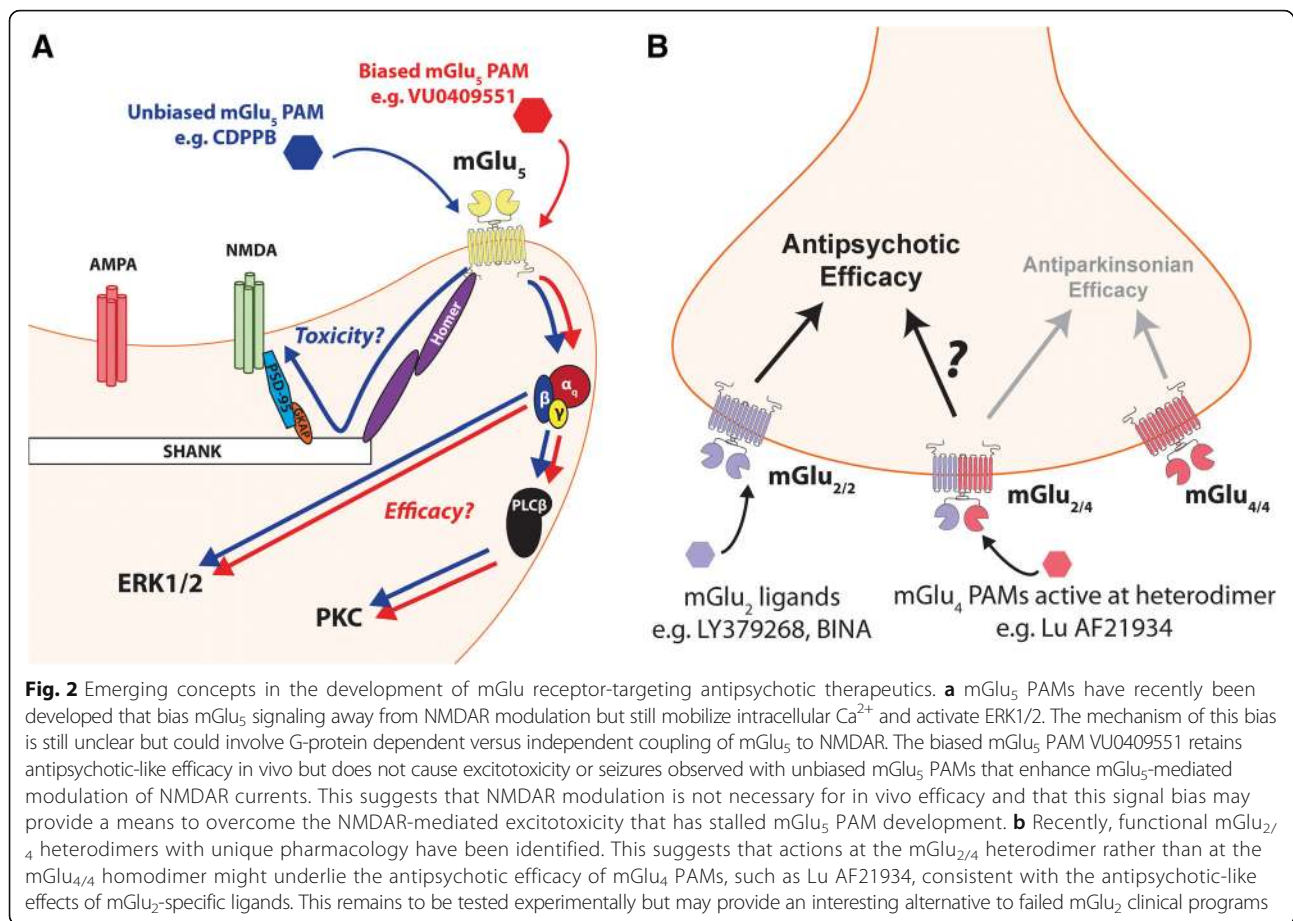 A
Biased mGlu5 PAM
e.g. VU0409551
Unbiased mGlu5 PAM
e.g. CDPPB
mGlu5
AMPA
NMDA
Toxicity?
Homer
PSD-95
GKAP
SHANK
β
αq
γ
Efficacy?
PLCβ
ERK1/2
PKC
B
Antipsychotic
Efficacy
Antiparkinsonian
Efficacy
?
mGlu2/2
mGlu2/4
mGlu4/4
mGlu2 ligands
e.g. LY379268, BINA
mGlu4 PAMs active at heterodimer
e.g. Lu AF21934
Fig. 2 Emerging concepts in the development of mGlu receptor-targeting antipsychotic therapeutics. a mGlu5 PAMs have recently been
developed that bias mGlu5 signaling away from NMDAR modulation but still mobilize intracellular Ca2+ and activate ERK1/2. The mechanism of this bias
is still unclear but could involve G-protein dependent versus independent coupling of mGlu5 to NMDAR. The biased mGlu5 PAM VU0409551 retains
antipsychotic-like efficacy in vivo but does not cause excitotoxicity or seizures observed with unbiased mGlu5 PAMs that enhance mGlu5-mediated
modulation of NMDAR currents. This suggests that NMDAR modulation is not necessary for in vivo efficacy and that this signal bias may
provide a means to overcome the NMDAR-mediated excitotoxicity that has stalled mGlu5 PAM development. b Recently, functional mGlu2/
4 heterodimers with unique pharmacology have been identified. This suggests that actions at the mGlu2/4 heterodimer rather than at the
mGlu4/4 homodimer might underlie the antipsychotic efficacy of mGlu4 PAMs, such as Lu AF21934, consistent with the antipsychotic-like
effects of mGlu2-specific ligands. This remains to be tested experimentally but may provide an interesting alternative to failed mGlu2 clinical programs